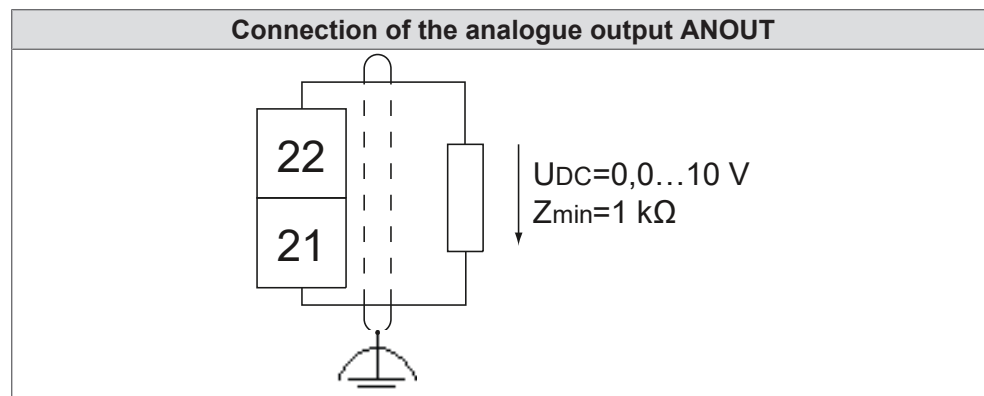 Connection of the analogue output ANOUT
22
21
UDC=0,0…10 V
Zmin=1 kΩ